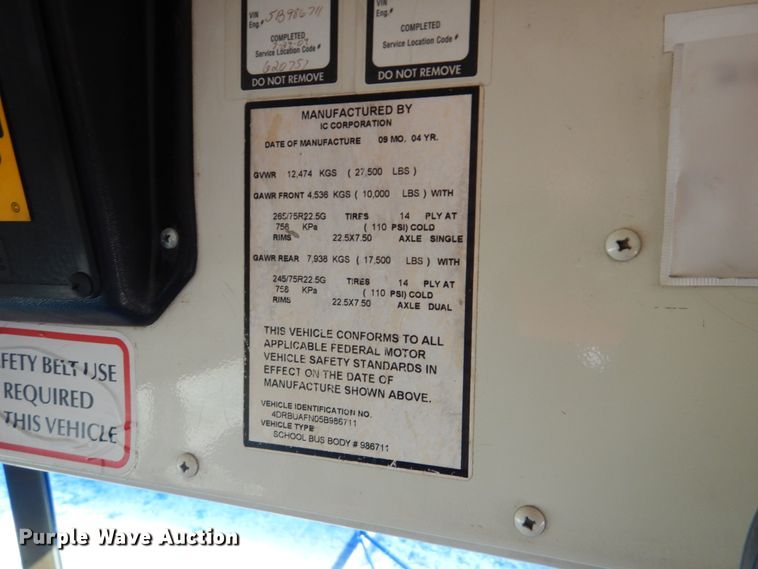 VIN
Eng.# 5B986711
COMPLETED
Service Location Code #
G20751
DO NOT REMOVE
VIN
Eng.#
COMPLETED
Service Location Code #
DO NOT REMOVE
MANUFACTURED BY
IC CORPORATION
DATE OF MANUFACTURE 09 MO. 04 YR.
GVWR 12,474 KGS ( 27,500 LBS )
GAWR FRONT 4,536 KGS ( 10,000 LBS ) WITH
265/75R22.5G TIRES 14 PLY AT
758 KPa ( 110 PSI) COLD
RIMS 22.5X7.50 AXLE SINGLE
GAWR REAR 7,938 KGS ( 17,500 LBS ) WITH
245/75R22.5G TIRES 14 PLY AT
758 KPa ( 110 PSI) COLD
RIMS 22.5X7.50 AXLE DUAL
THIS VEHICLE CONFORMS TO ALL
APPLICABLE FEDERAL MOTOR
VEHICLE SAFETY STANDARDS IN
EFFECT ON THE DATE OF
MANUFACTURE SHOWN ABOVE.
VEHICLE IDENTIFICATION NO.
4DRBUAFN05B986711
VEHICLE TYPE
SCHOOL BUS BODY # 986711
FETY BELT USE
REQUIRED
THIS VEHICLE
©
Purple Wave Auction